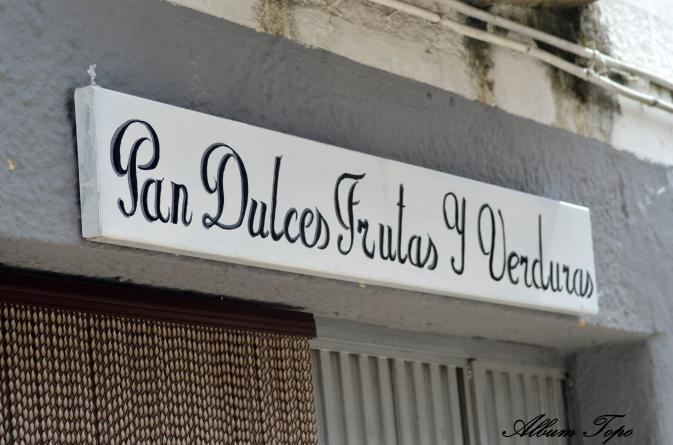 Pan Dulces Frutas Y Verduras
Album Topo